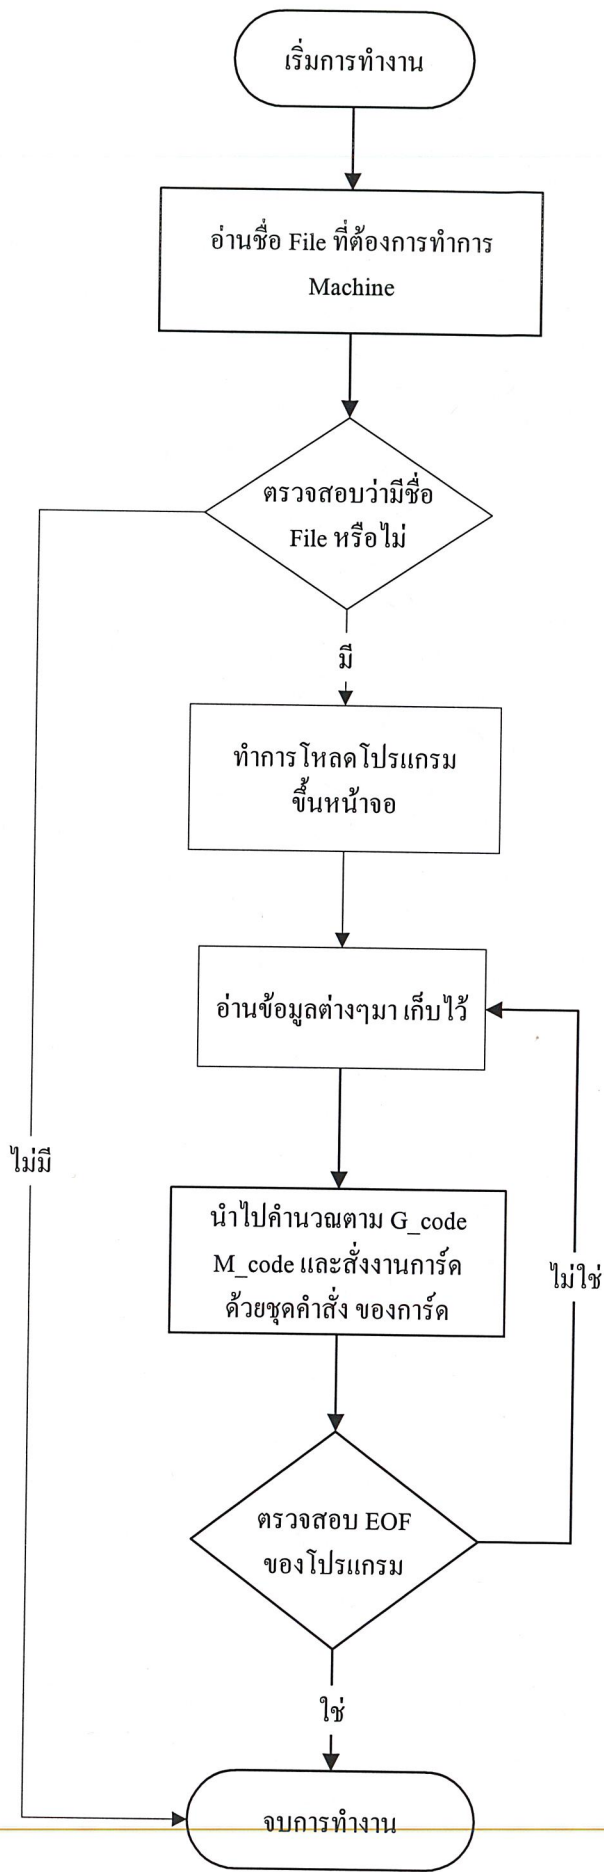 เริ่มการทำงาน
อ่านชื่อ File ที่ต้องการทำการ
Machine
ตรวจสอบว่ามีชื่อ
File หรือไม่
มี
ทำการโหลดโปรแกรม
ขึ้นหน้าจอ
อ่านข้อมูลต่างๆมา เก็บไว้
ไม่มี
นำไปคำนวณตาม G_code
M_code และสั่งงานการ์ด
ด้วยชุดคำสั่ง ของการ์ด
ไม่ใช่
ตรวจสอบ EOF
ของโปรแกรม
ใช่
จบการทำงาน